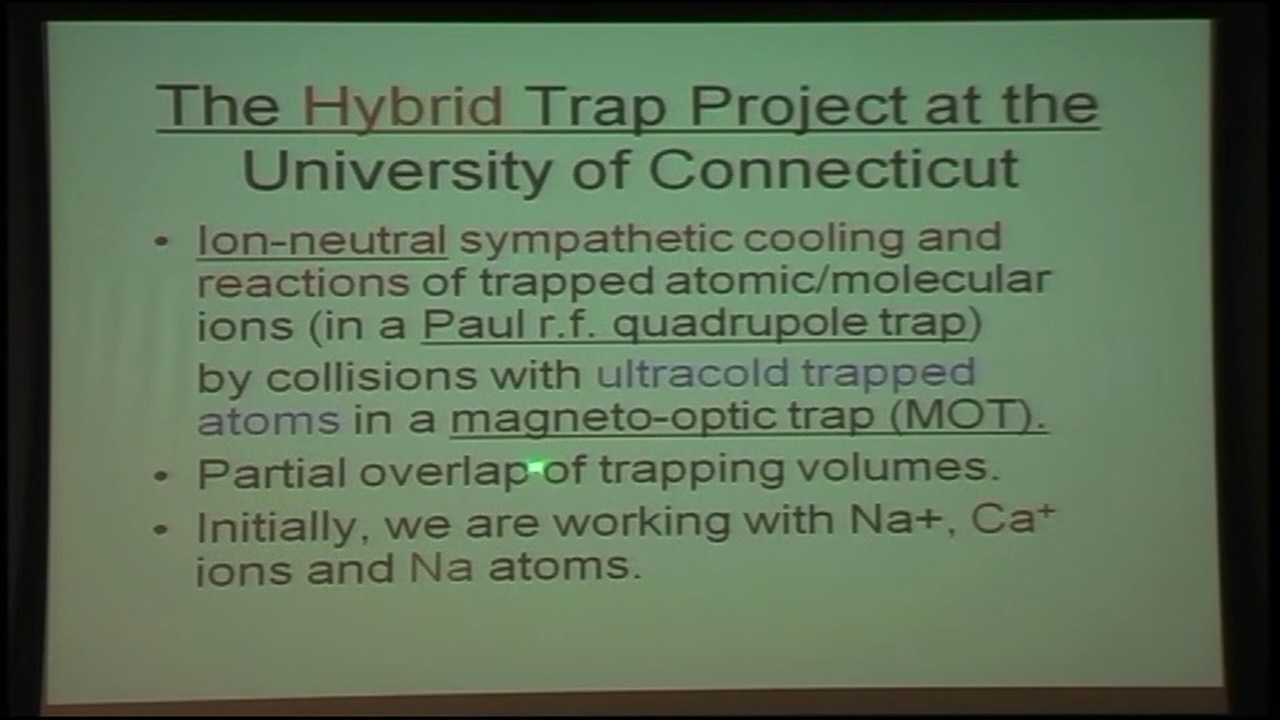 The Hybrid Trap Project at the
University of Connecticut
• Ion-neutral sympathetic cooling and
reactions of trapped atomic/molecular
ions (in a Paul r.f. quadrupole trap)
by collisions with ultracold trapped
atoms in a magneto-optic trap (MOT).
• Partial overlap of trapping volumes.
• Initially, we are working with Na+, Ca⁺
ions and Na atoms.